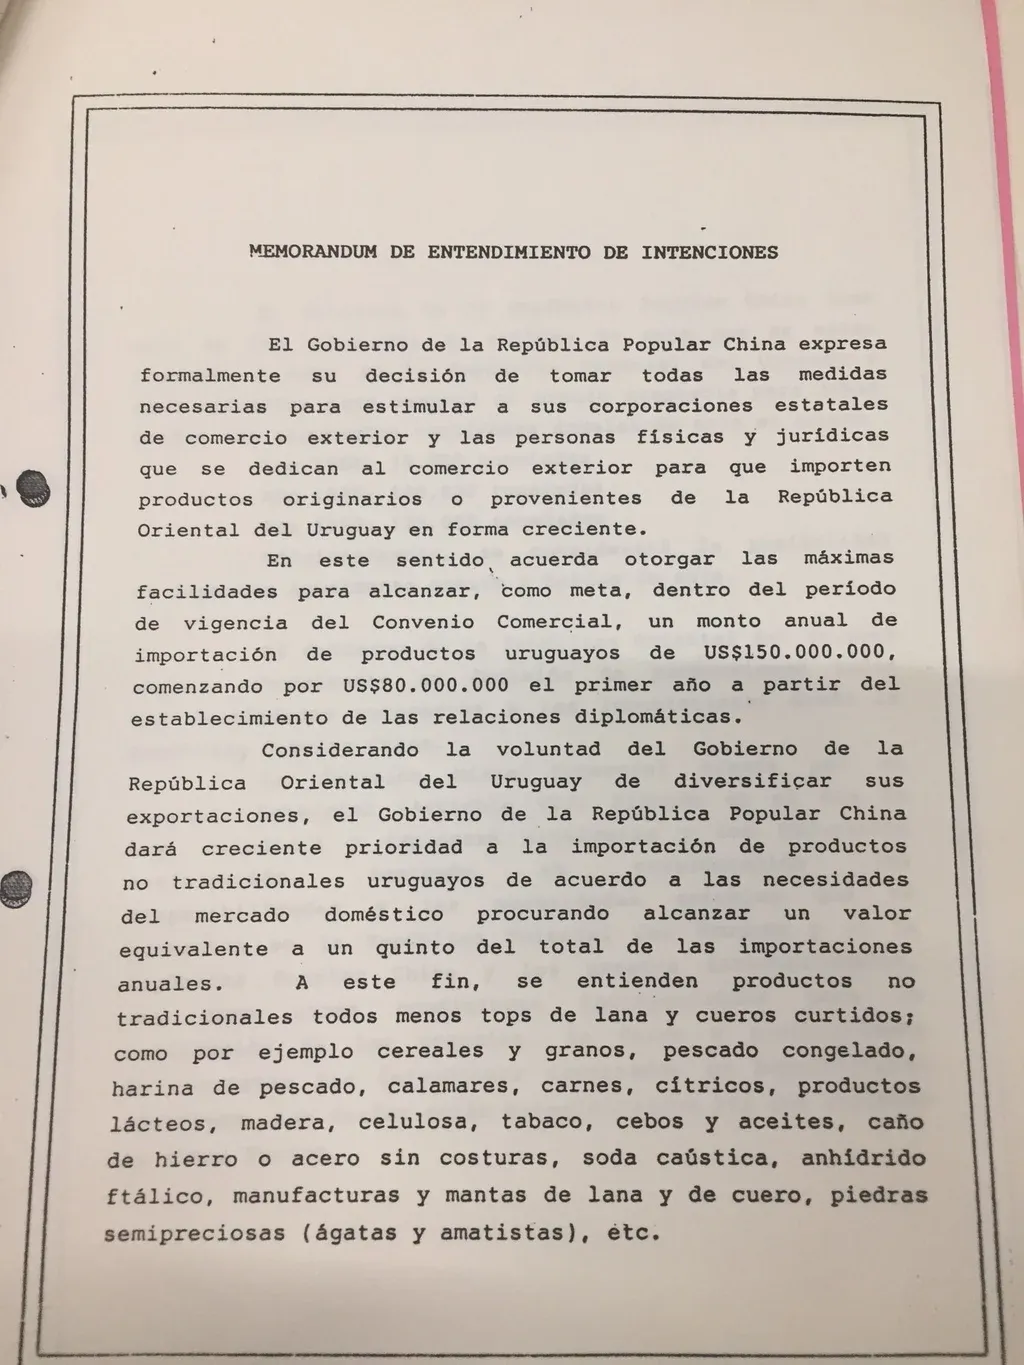 MEMORANDUM DE ENTENDIMIENTO DE INTENCIONES
El Gobierno de la República Popular China expresa
formalmente su decisión de tomar todas las medidas
necesarias para estimular a sus corporaciones estatales
de comercio exterior y las personas físicas y jurídicas
que se dedican al comercio exterior para que importen
productos originarios o provenientes de la República
Oriental del Uruguay en forma creciente.
En este sentido, acuerda otorgar las máximas
facilidades para alcanzar, como meta, dentro del período
de vigencia del Convenio Comercial, un monto anual de
importación de productos uruguayos de US$150.000.000,
comenzando por US$80.000.000 el primer año a partir del
establecimiento de las relaciones diplomáticas.
Considerando la voluntad del Gobierno de la
República Oriental del Uruguay de diversificar sus
exportaciones, el Gobierno de la República Popular China
dará creciente prioridad a la importación de productos
no tradicionales uruguayos de acuerdo a las necesidades
del mercado doméstico procurando alcanzar un valor
equivalente a un quinto del total de las importaciones
anuales. A este fin, se entienden productos no
tradicionales todos menos tops de lana y cueros curtidos;
como por ejemplo cereales y granos, pescado congelado,
harina de pescado, calamares, carnes, cítricos, productos
lácteos, madera, celulosa, tabaco, cebos y aceites, caño
de hierro o acero sin costuras, soda caústica, anhídrido
ftálico, manufacturas y mantas de lana y de cuero, piedras
semipreciosas (ágatas y amatistas), etc.